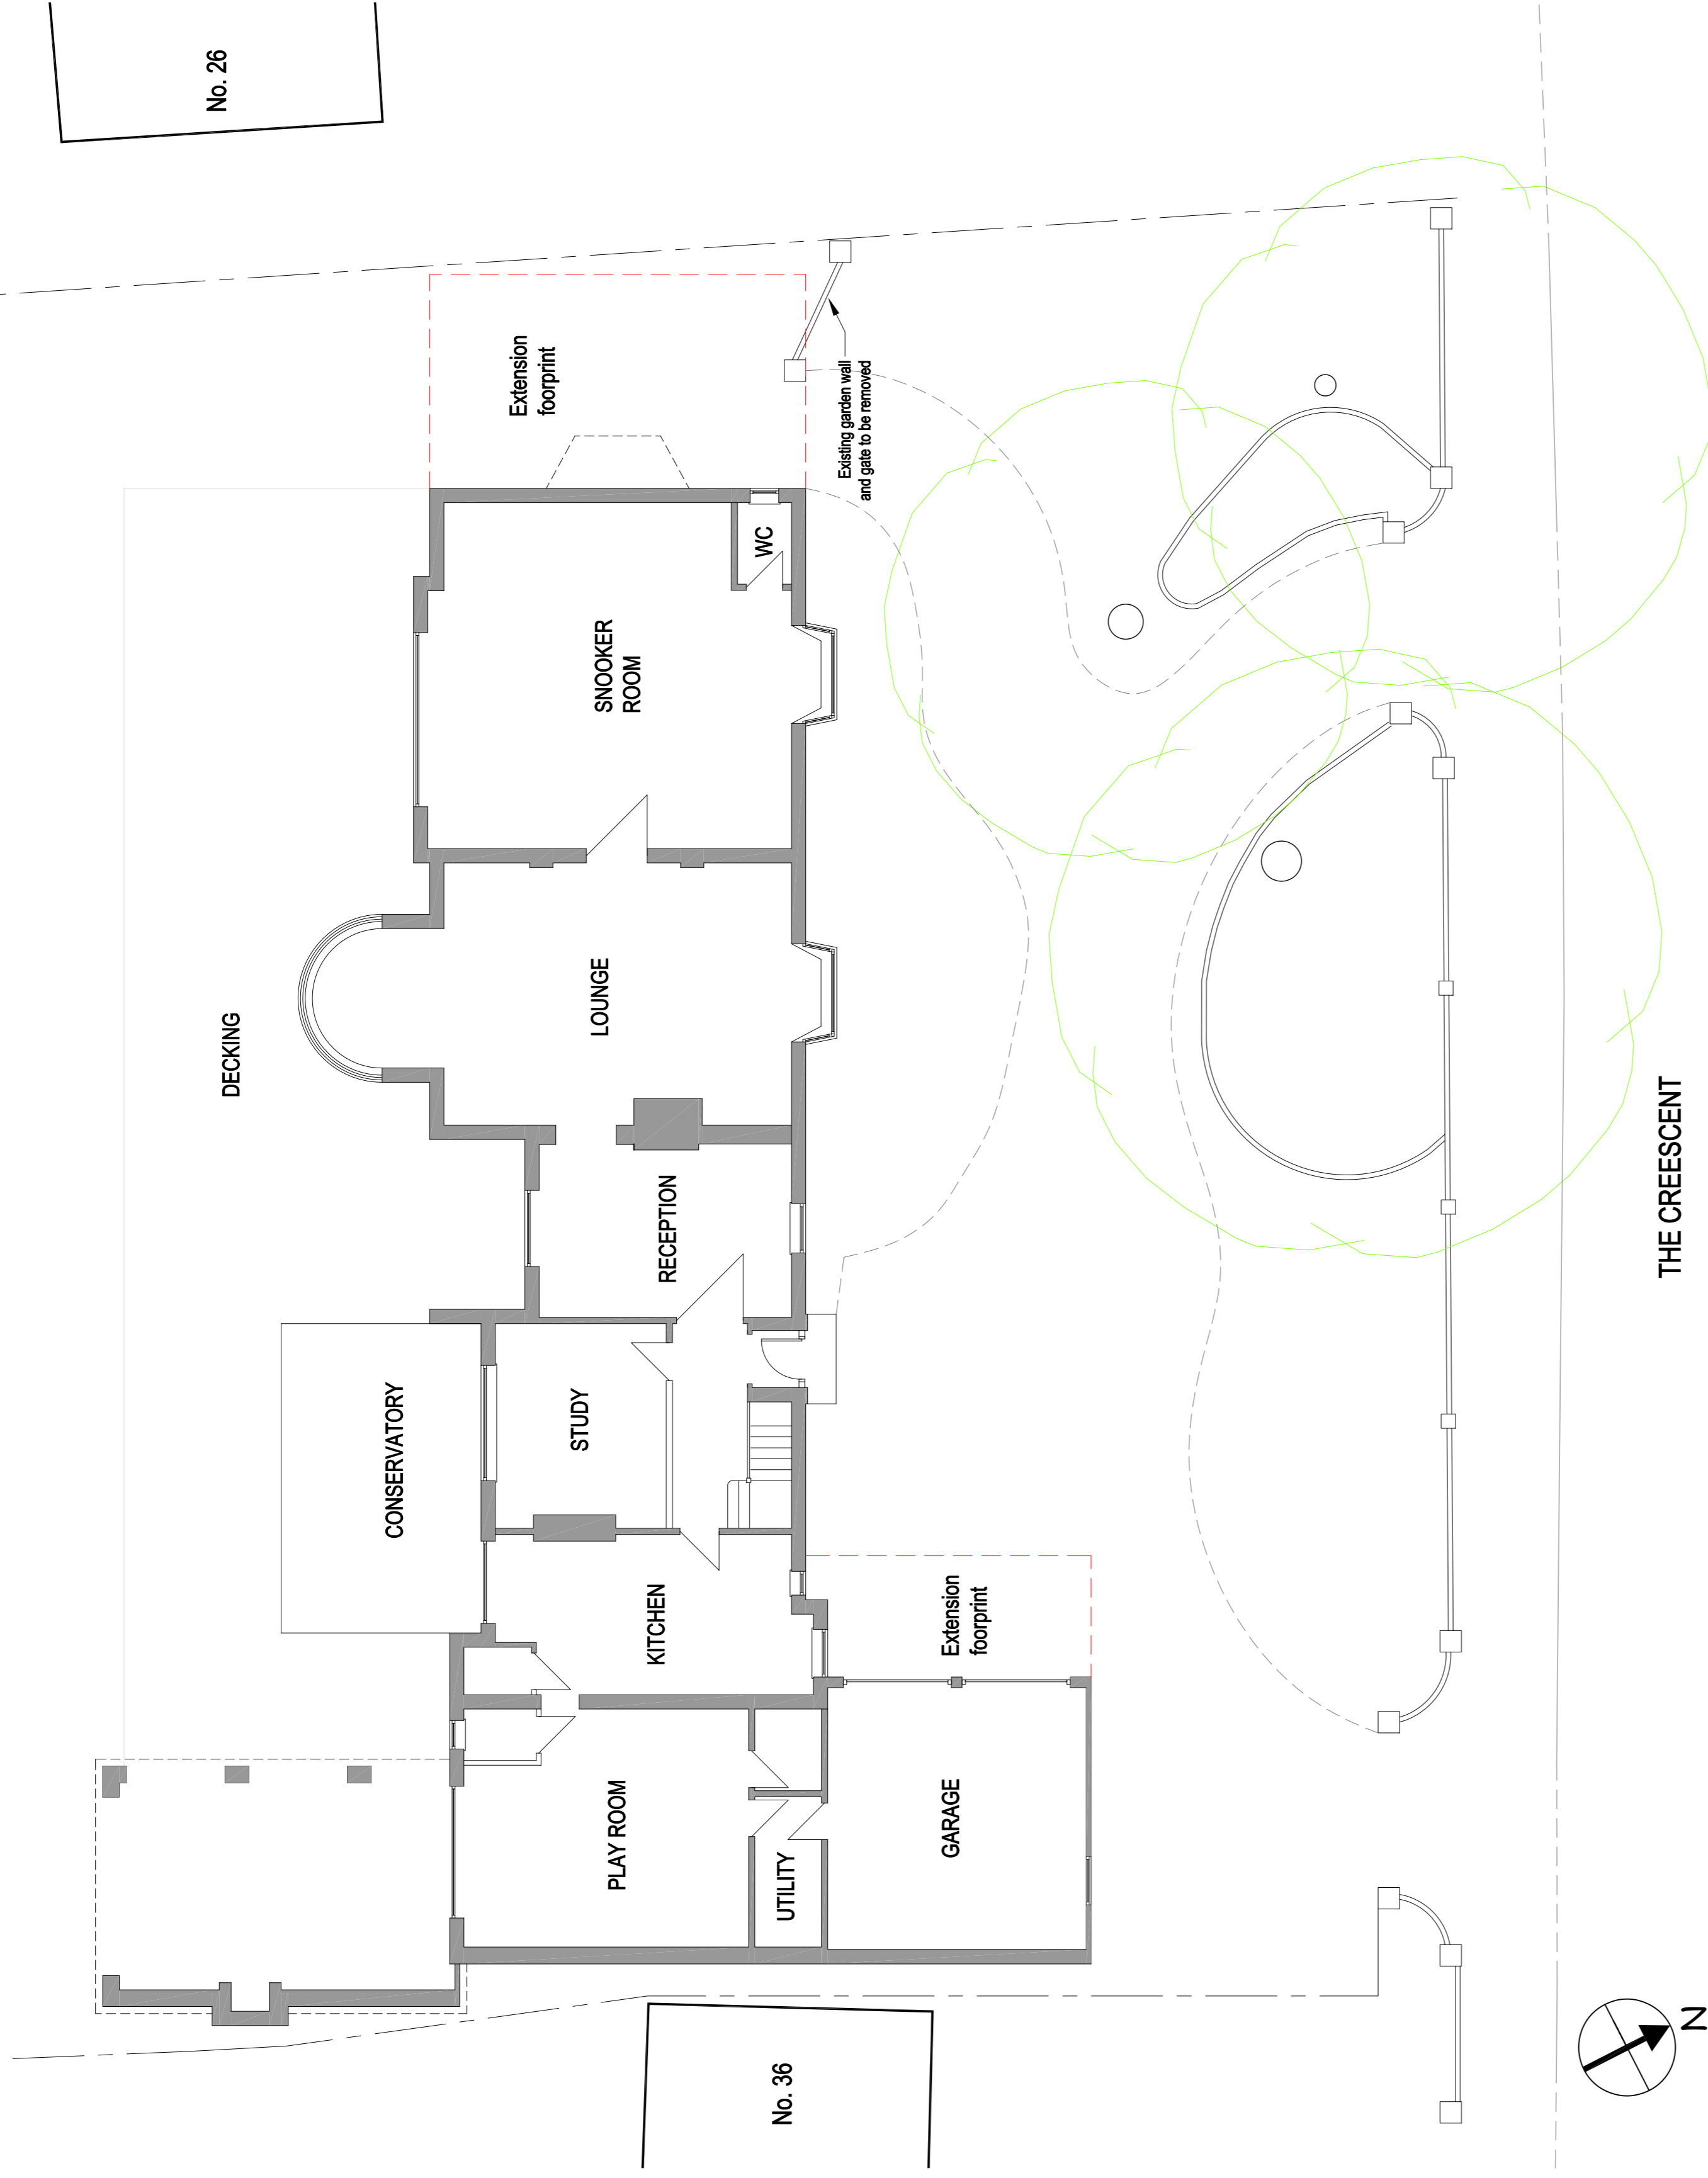 No. 26
Extension
foorprint
Existing garden wall
and gate to be removed
WC
SNOOKER
ROOM
DECKING
LOUNGE
RECEPTION
THE CREESCENT
CONSERVATORY
STUDY
KITCHEN
Extension
foorprint
PLAY ROOM
UTILITY
GARAGE
No. 36
N